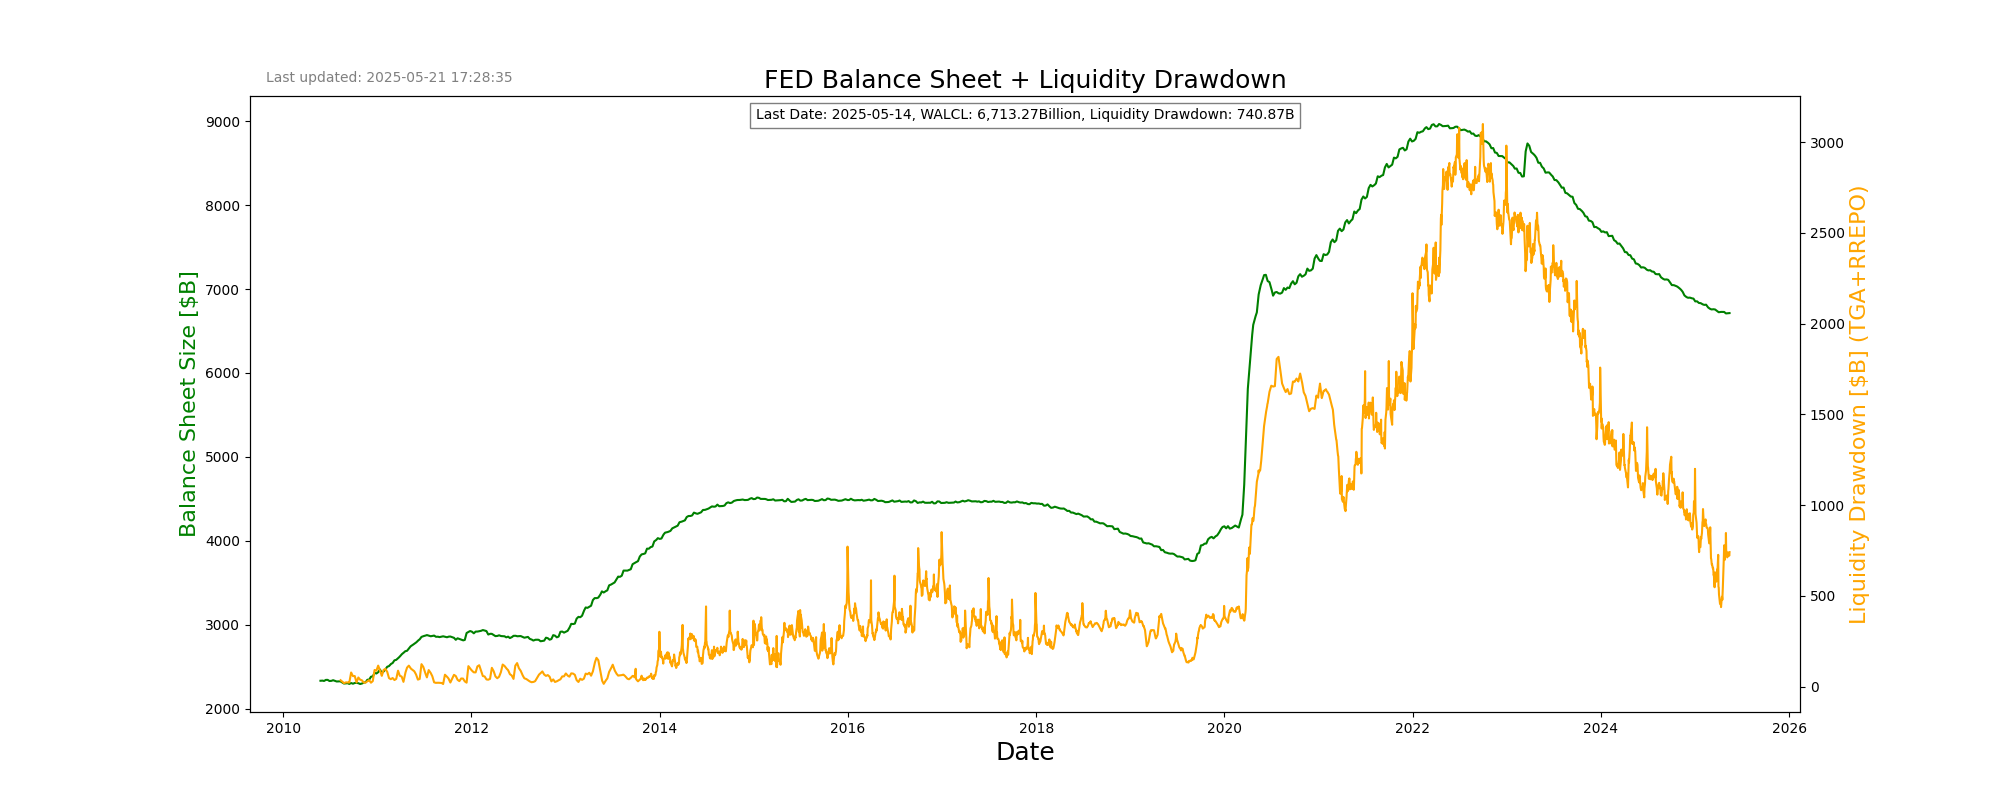 Last updated: 2025-05-21 17:28:35
FED Balance Sheet + Liquidity Drawdown
Last Date: 2025-05-14, WALCL: 6,713.27Billion, Liquidity Drawdown: 740.87B
Balance Sheet Size [$B]
9000
8000
7000
6000
5000
4000
3000
2000
3000
2500
2000
1500
1000
500
0
Liquidity Drawdown [$B] (TGA+RREPO)
2010 2012 2014 2016 2018 2020 2022 2024 2026
Date